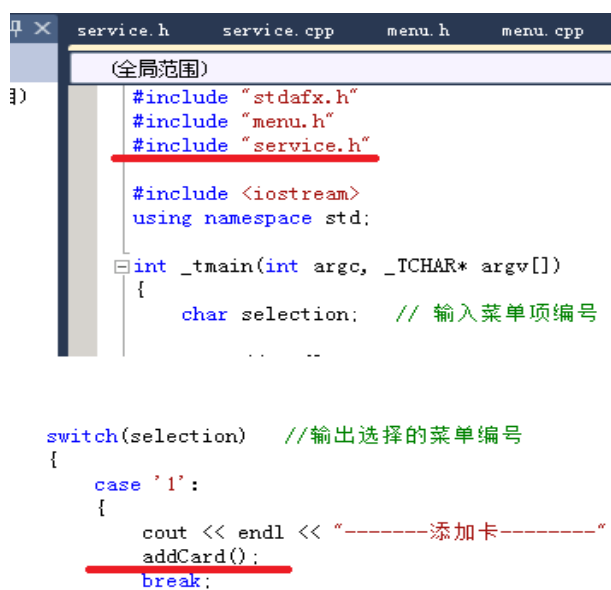 service.h service.cpp menu.h menu.cpp
(全局范围)
#include "stdafx.h"
#include "menu.h"
#include "service.h"
#include <iostream>
using namespace std;
int _tmain(int argc, _TCHAR* argv[])
{
char selection; // 输入菜单项编号
switch(selection) //输出选择的菜单编号
{
case '1':
{
cout << endl << "-------添加卡--------"
addCard();
break;